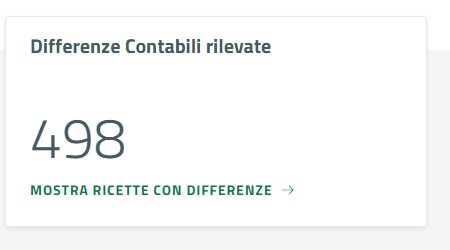 Differenze Contabili rilevate
498
MOSTRA RICETTE CON DIFFERENZE →